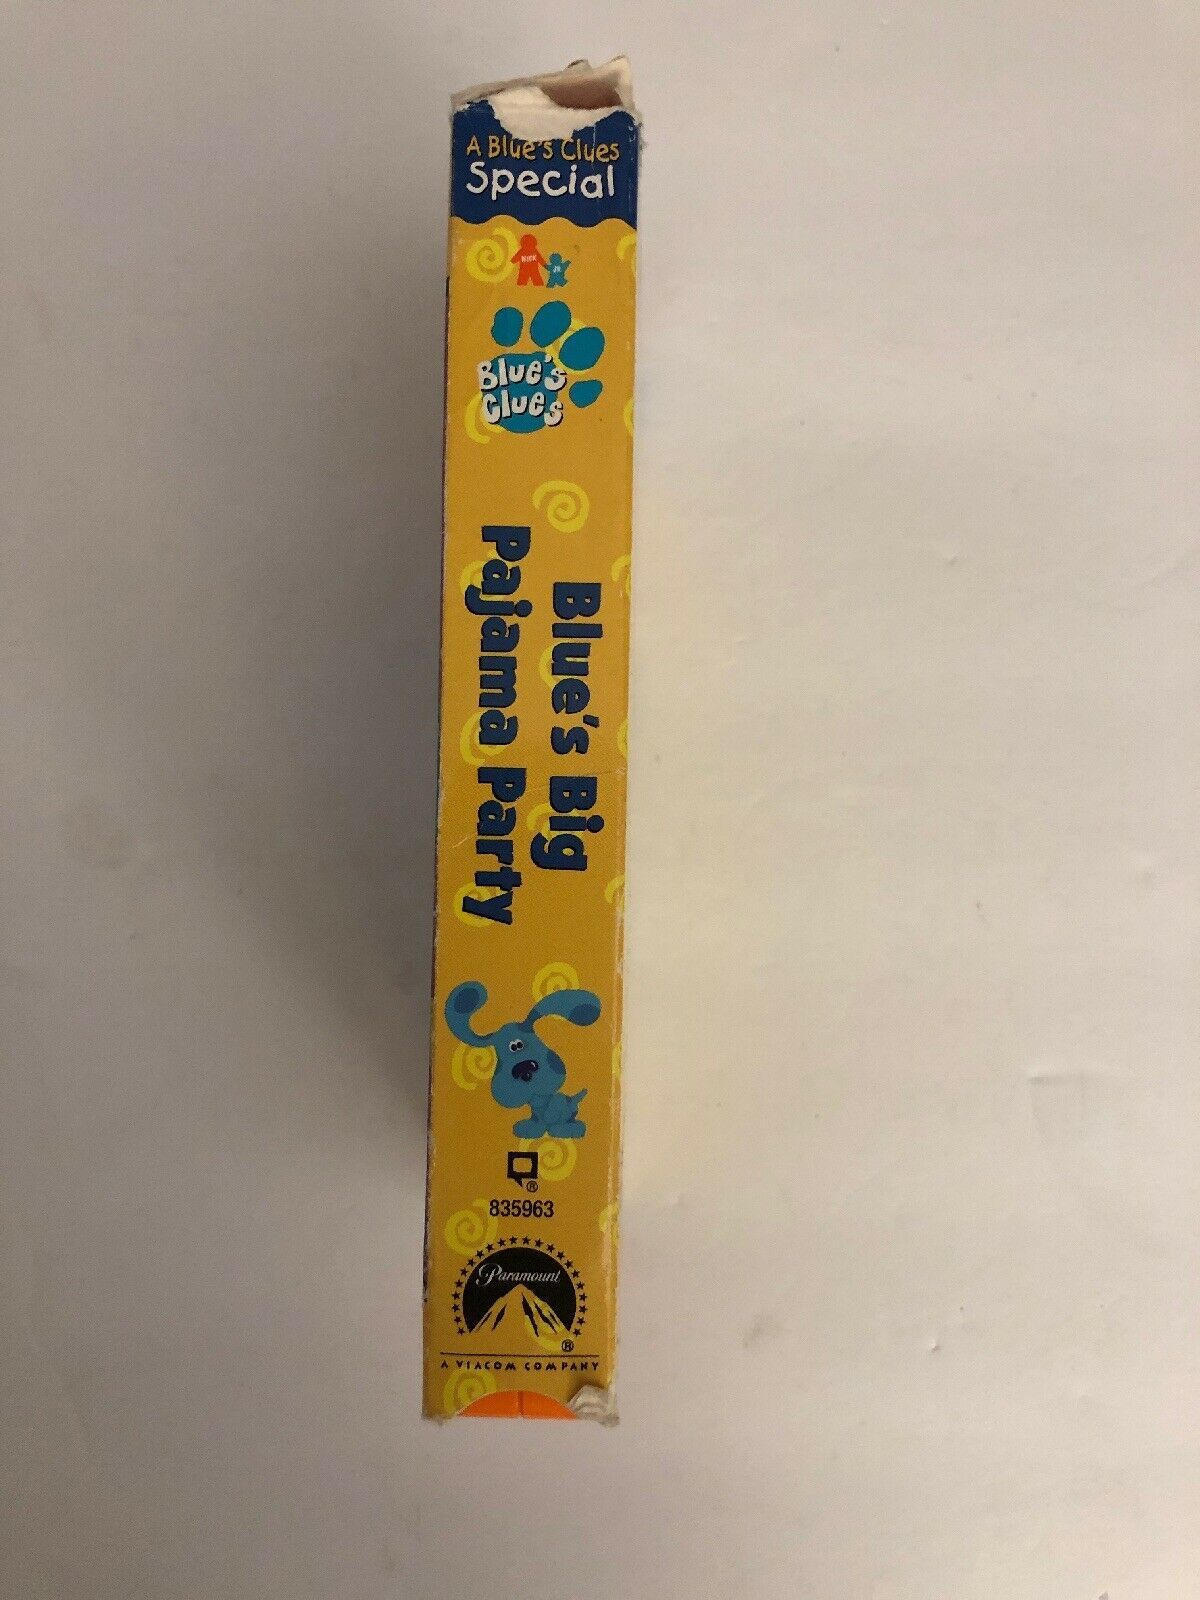 A Blue's Clues
Special
NICK
JR
Blue's
Clues
Blue's Big
Pajama Party
®
835963
Paramount
®
A VIACOM COMPANY